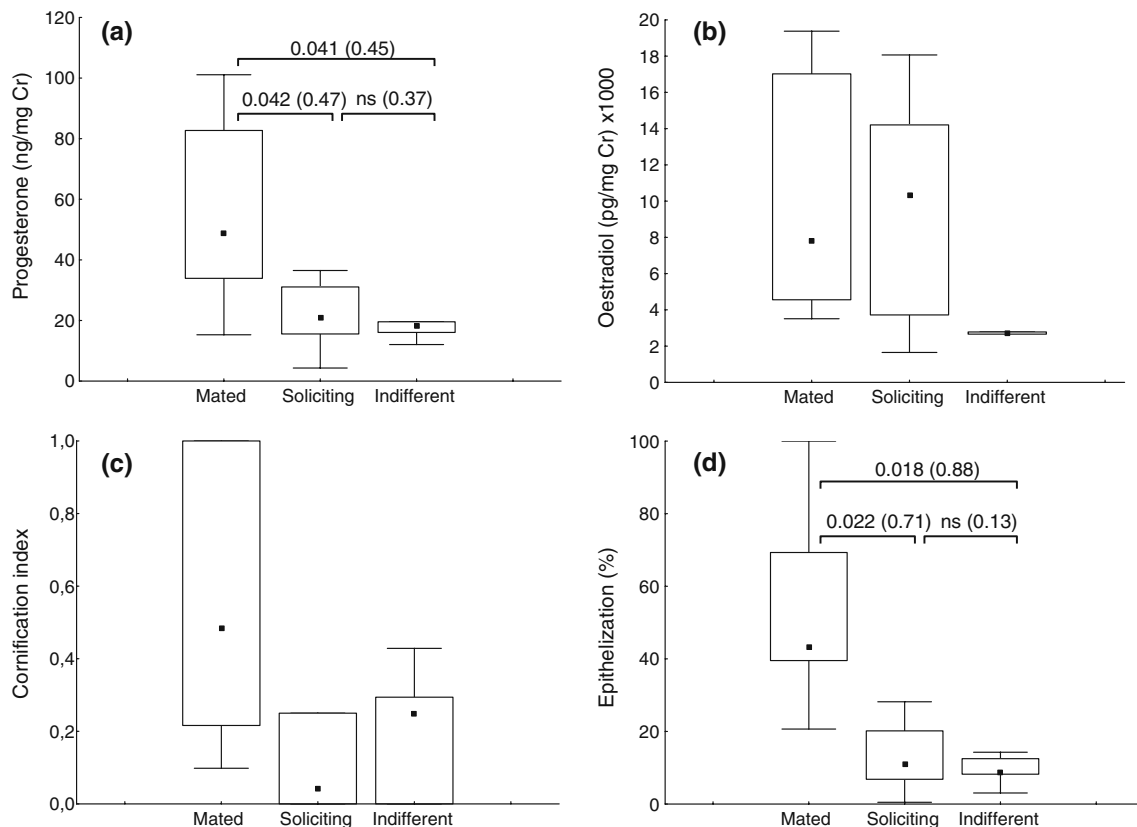 (a)
Progesterone (ng/mg Cr)
120
100
80
60
40
20
0
0.041 (0.45)
0.042 (0.47) ns (0.37)
Mated Soliciting Indifferent
(b)
Oestradiol (pg/mg Cr) x1000
20
18
16
14
12
10
8
6
4
2
0
Mated Soliciting Indifferent
(c)
Cornification index
1,0
0,8
0,6
0,4
0,2
0,0
Mated Soliciting Indifferent
(d)
Epithelization (%)
100
80
60
40
20
0
0.018 (0.88)
0.022 (0.71) ns (0.13)
Mated Soliciting Indifferent